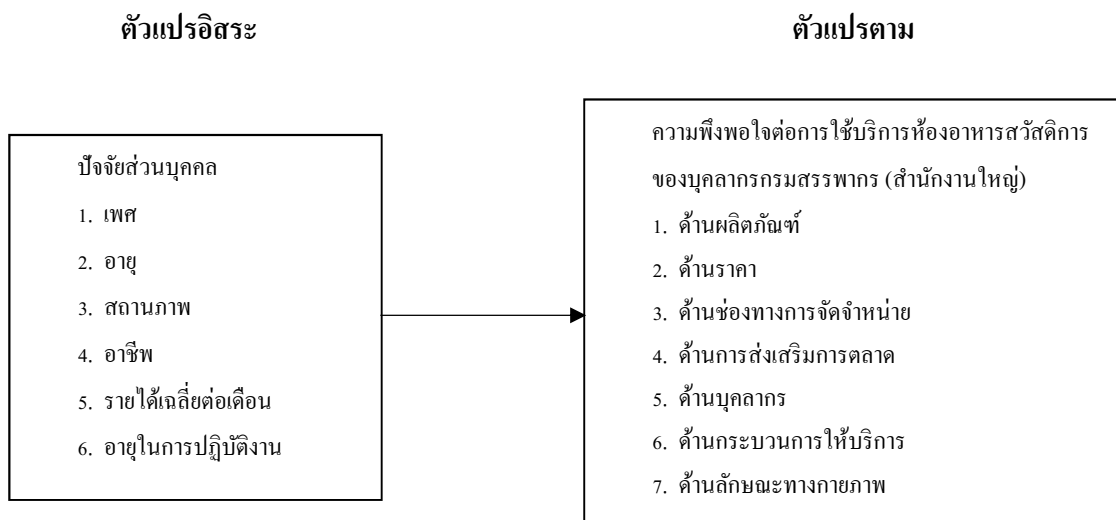 ตัวแปรอิสระ
ตัวแปรตาม
ปัจจัยส่วนบุคคล
1. เพศ
2. อายุ
3. สถานภาพ
4. อาชีพ
5. รายได้เฉลี่ยต่อเดือน
6. อายุในการปฏิบัติงาน
ความพึงพอใจต่อการใช้บริการห้องอาหารสวัสดิการ
ของบุคลากรกรมสรรพากร (สำนักงานใหญ่)
1. ด้านผลิตภัณฑ์
2. ด้านราคา
3. ด้านช่องทางการจัดจำหน่าย
4. ด้านการส่งเสริมการตลาด
5. ด้านบุคลากร
6. ด้านกระบวนการให้บริการ
7. ด้านลักษณะทางกายภาพ